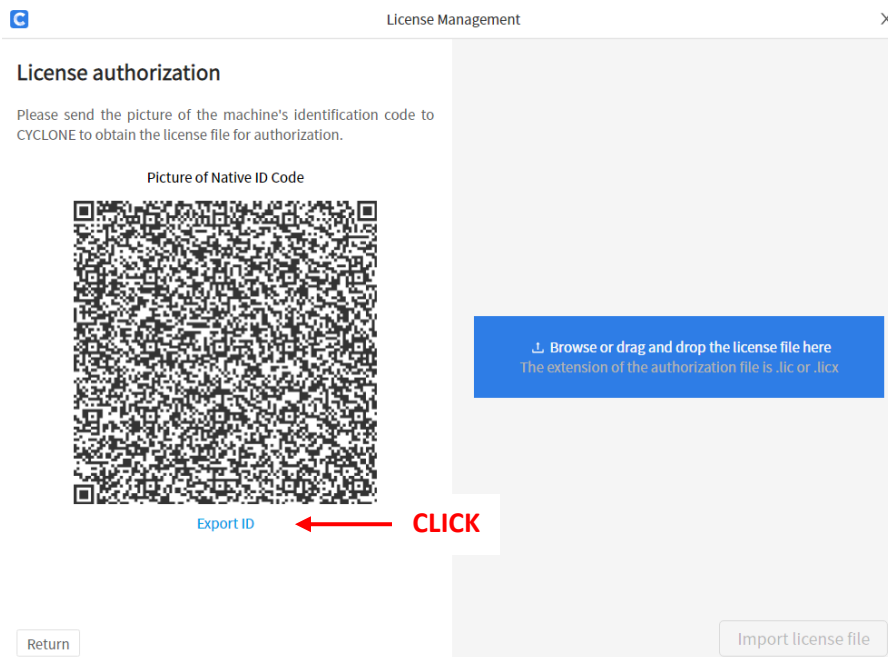 C
License Management
X
License authorization
Please send the picture of the machine's identification code to
CYCLONE to obtain the license file for authorization.
Picture of Native ID Code
Export ID
CLICK
Return
Browse or drag and drop the license file here
The extension of the authorization file is .lic or .licx
Import license file